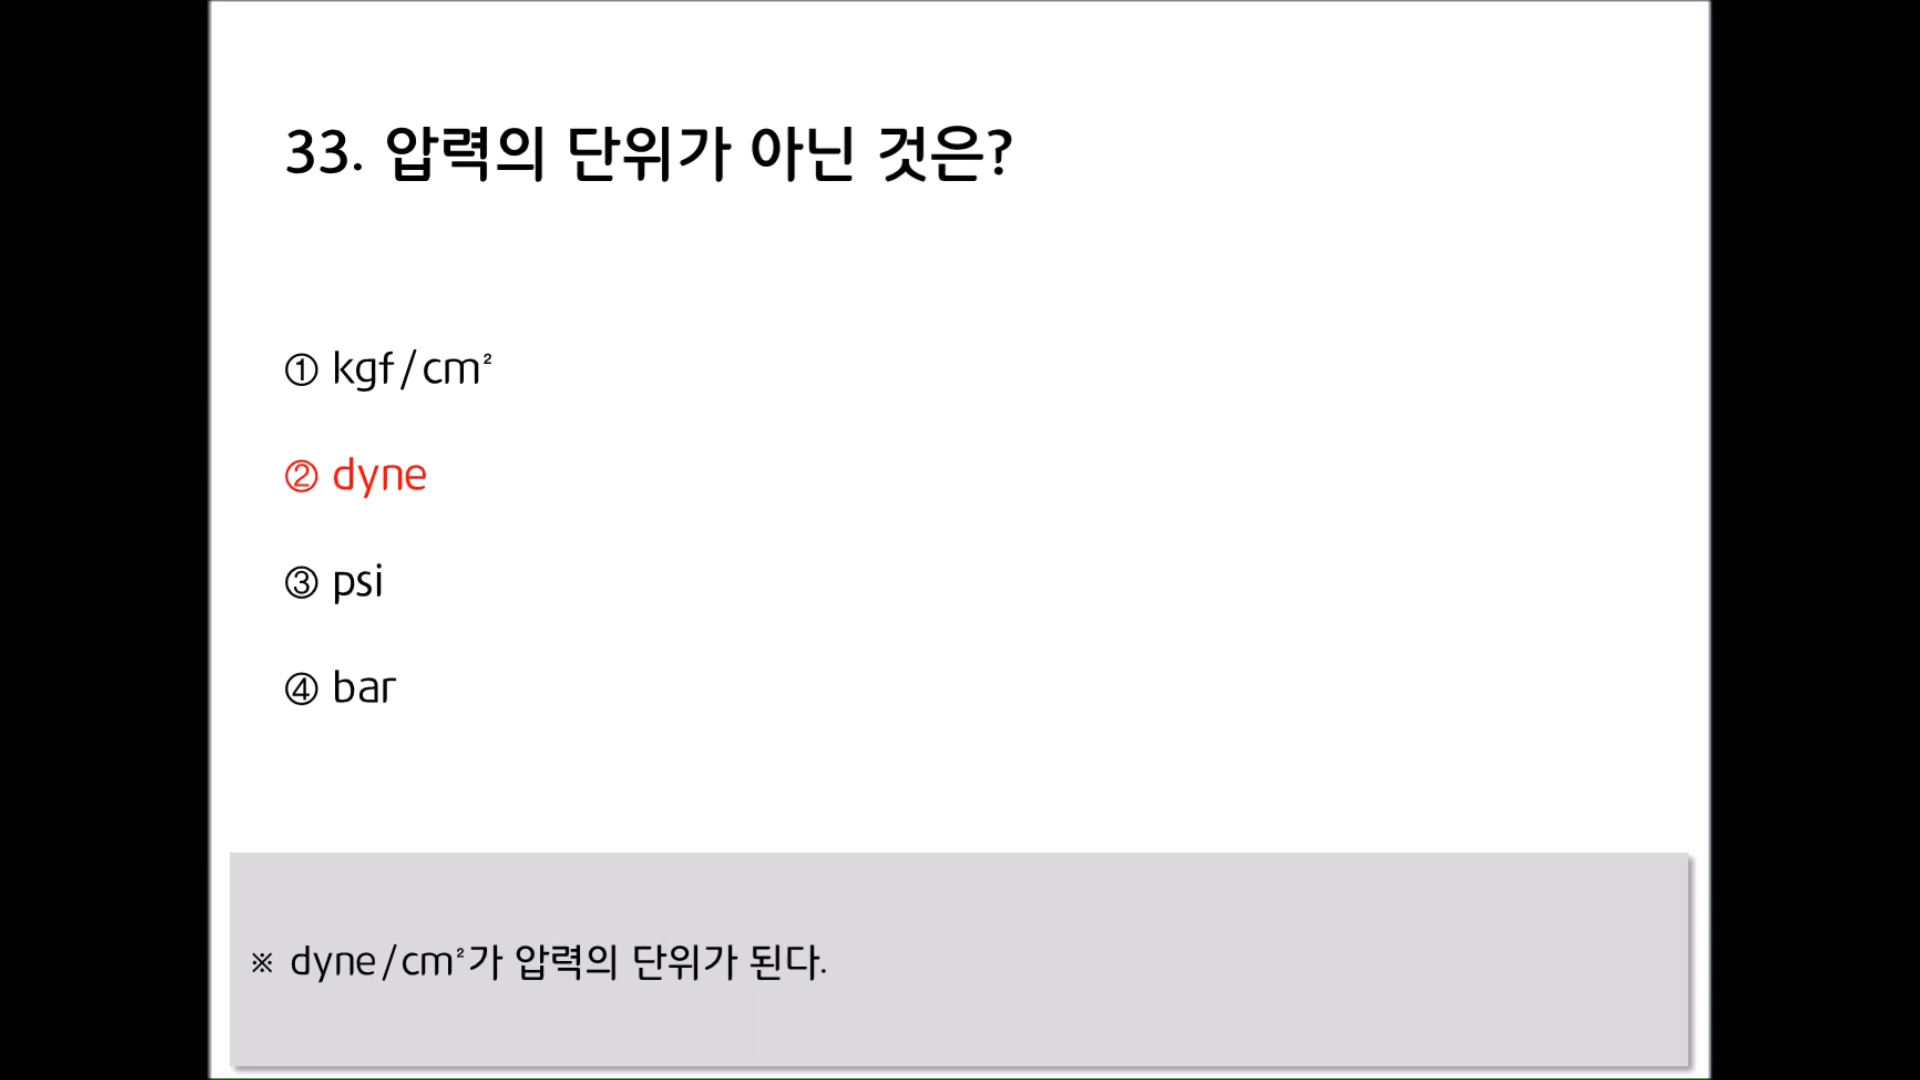 33. 압력의 단위가 아닌 것은?
① kgf/cm²
② dyne
③ psi
④ bar
※ dyne/cm²가 압력의 단위가 된다.